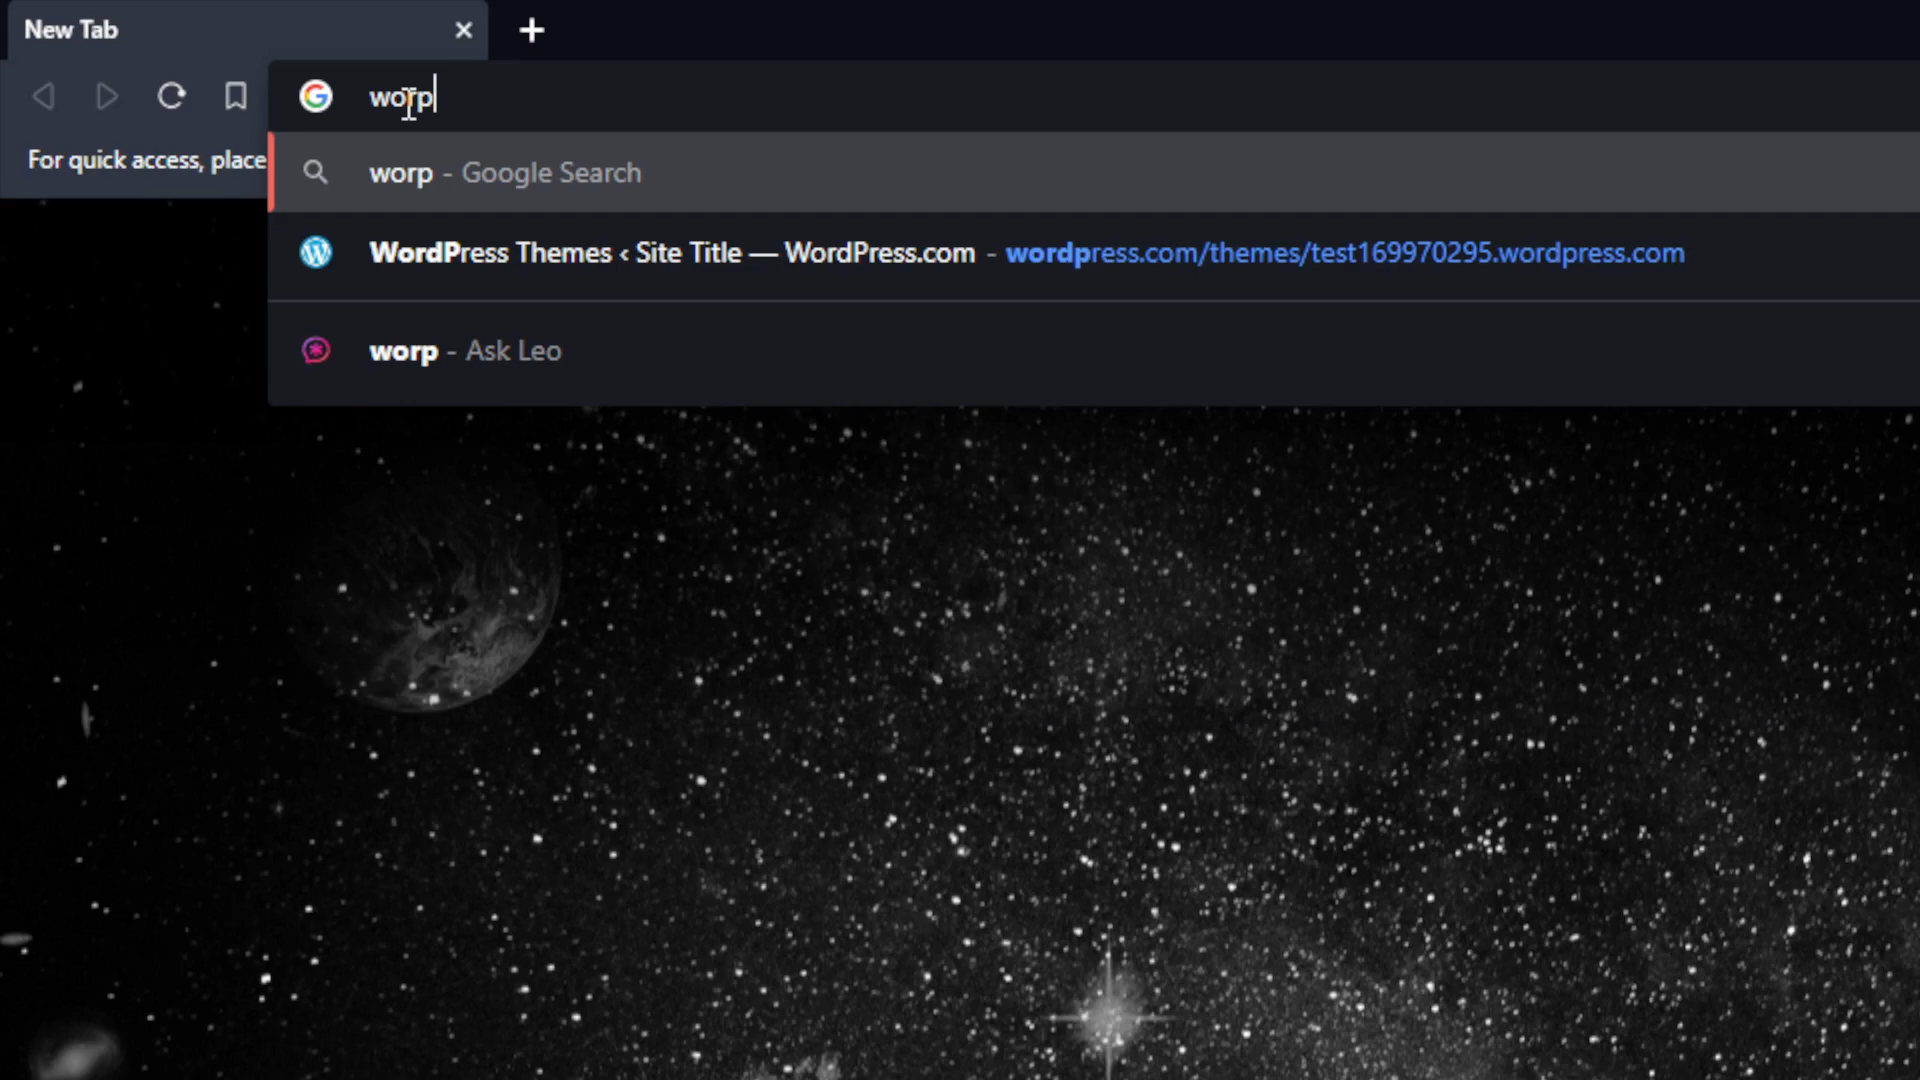 New Tab
worp
For quick access, place
worp - Google Search
WordPress Themes ‹ Site Title — WordPress.com - wordpress.com/themes/test169970295.wordpress.com
worp - Ask Leo